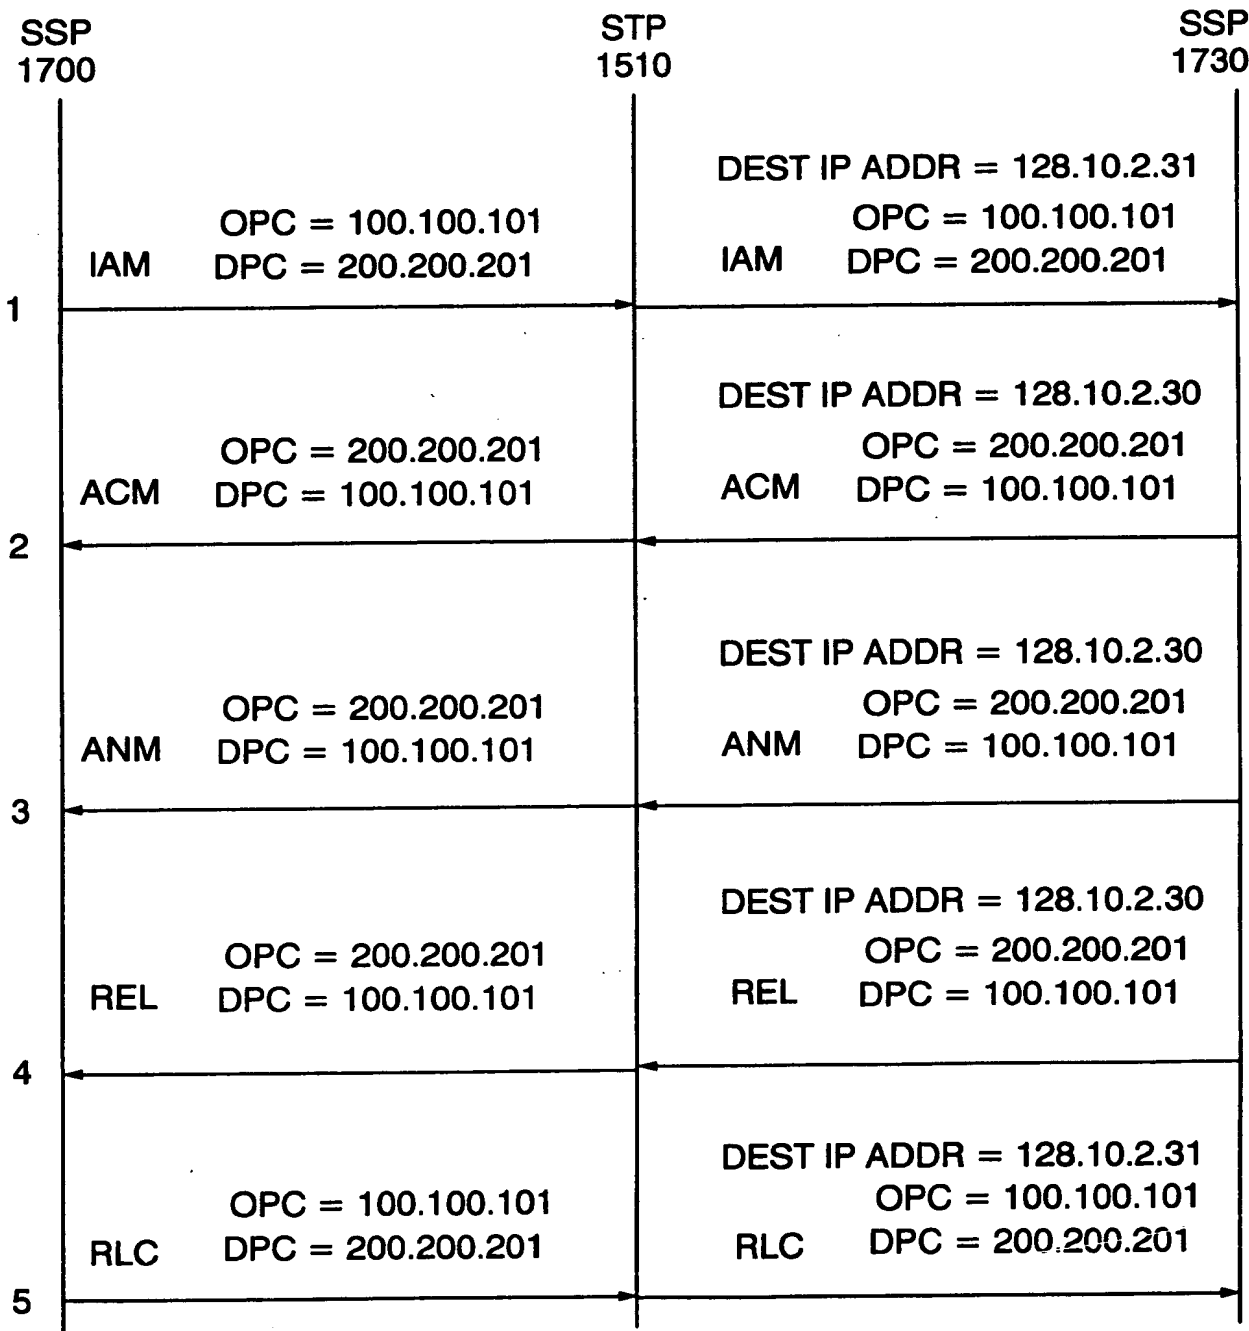 SSP
1700
STP
1510
SSP
1730
DEST IP ADDR = 128.10.2.31
OPC = 100.100.101
OPC = 100.100.101
IAM DPC = 200.200.201
IAM DPC = 200.200.201
1
DEST IP ADDR = 128.10.2.30
OPC = 200.200.201
OPC = 200.200.201
ACM DPC = 100.100.101
ACM DPC = 100.100.101
2
DEST IP ADDR = 128.10.2.30
OPC = 200.200.201
OPC = 200.200.201
ANM DPC = 100.100.101
ANM DPC = 100.100.101
3
DEST IP ADDR = 128.10.2.30
OPC = 200.200.201
OPC = 200.200.201
REL DPC = 100.100.101
REL DPC = 100.100.101
4
DEST IP ADDR = 128.10.2.31
OPC = 100.100.101
OPC = 100.100.101
RLC DPC = 200.200.201
RLC DPC = 200.200.201
5